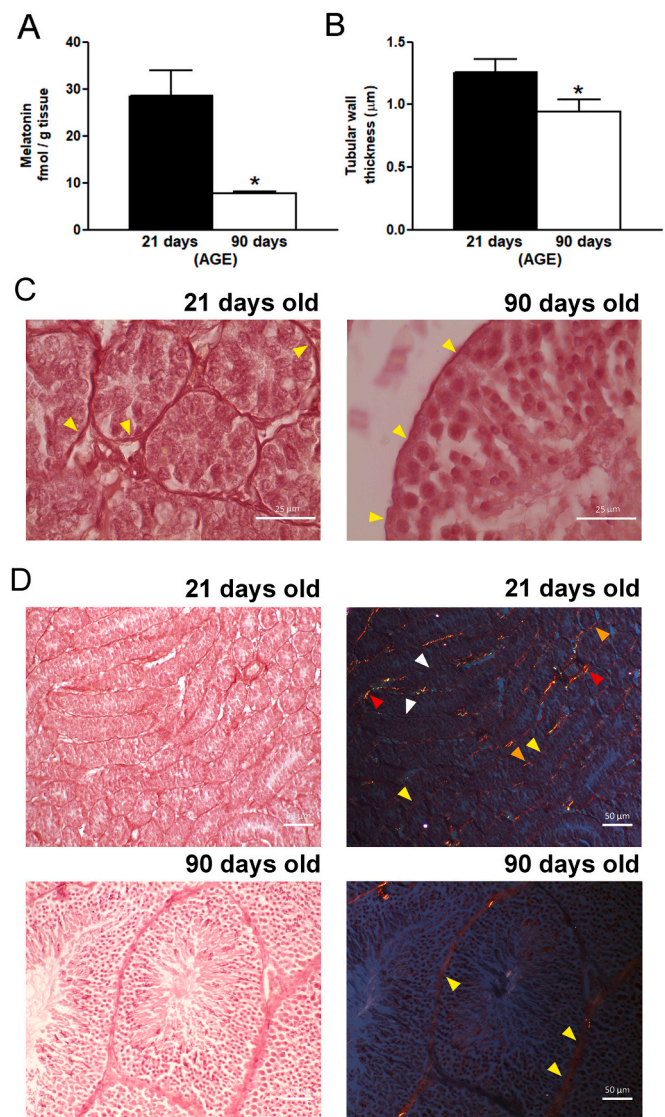 A
B
40
30
20
10
0
Melatonin
fmol / g tissue
*
21 days
90 days
(AGE)
1.5
1.0
0.5
0.0
Tubular wall
thickness (µm)
*
21 days
90 days
(AGE)
C
21 days old
90 days old
25 µm
25 µm
D
21 days old
21 days old
50 µm
90 days old
90 days old
50 µm